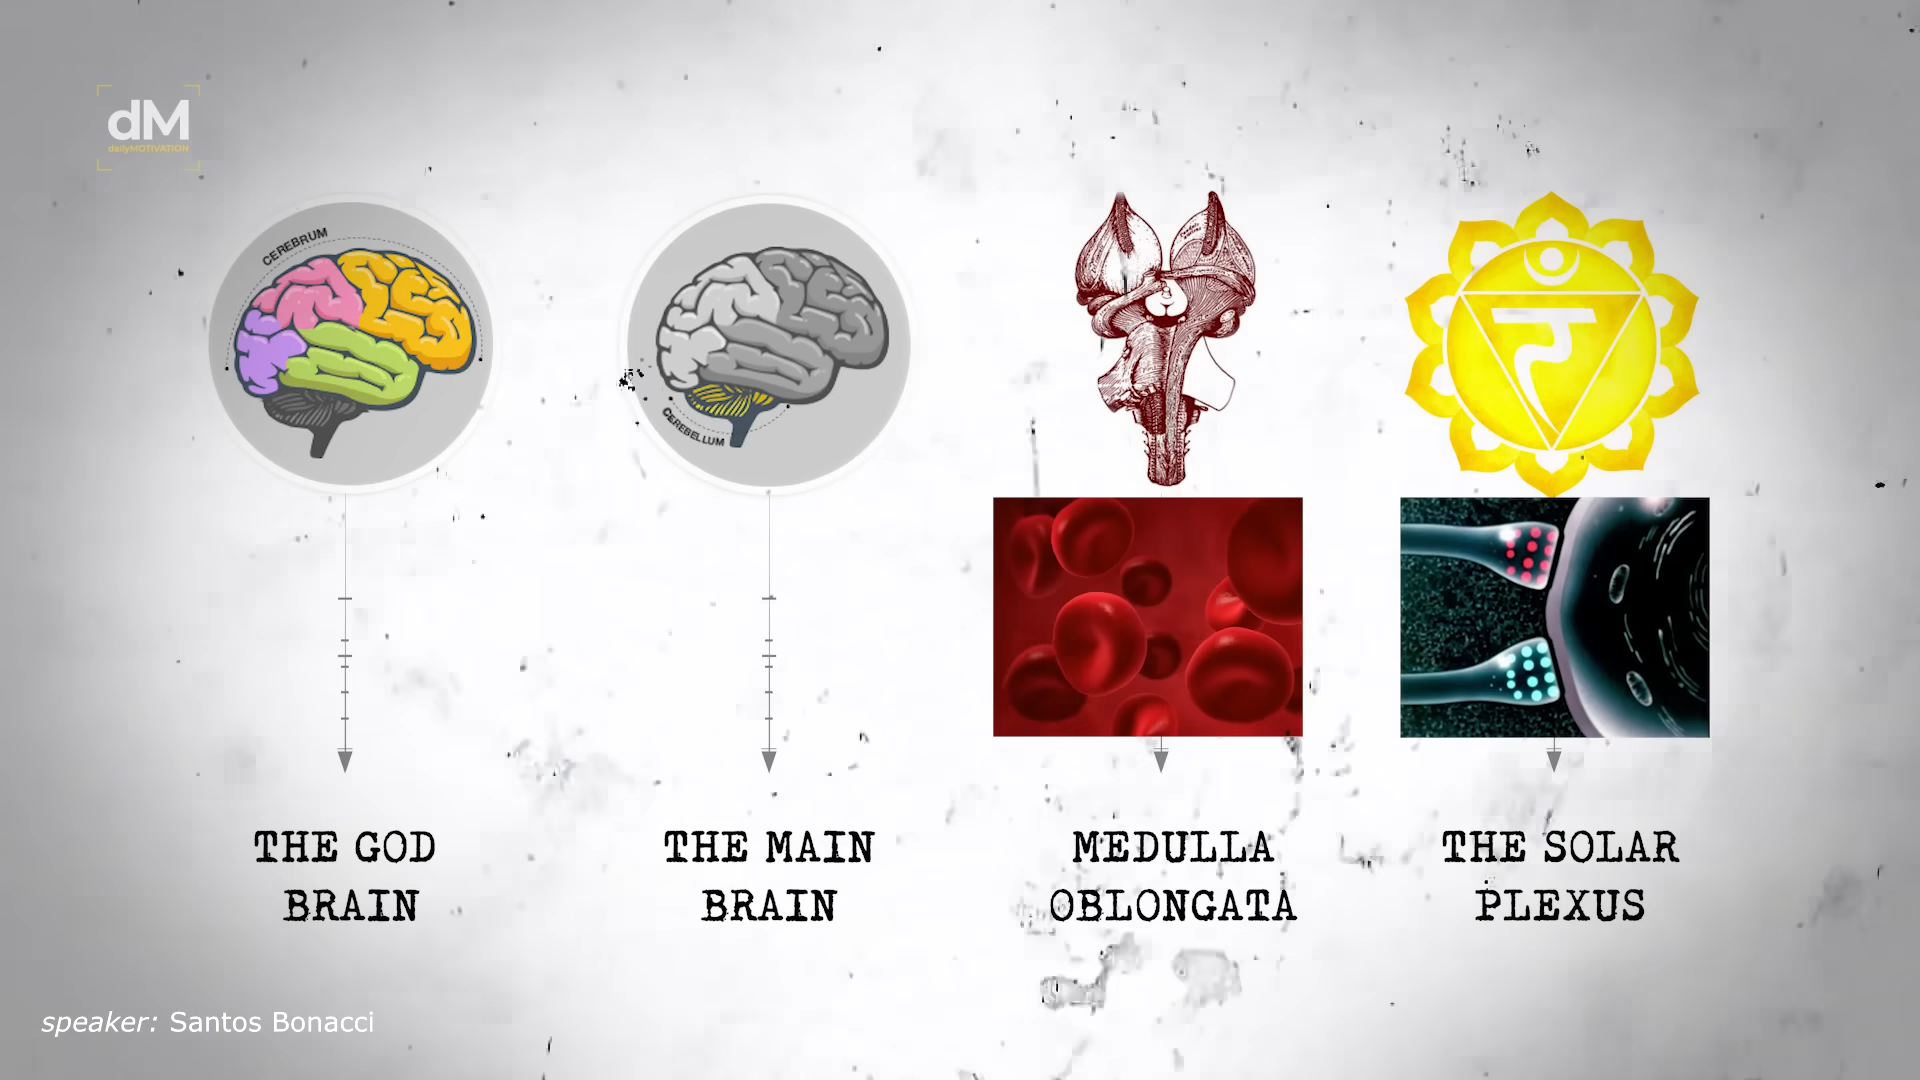 dM
dailyMOTIVATION
CEREBRUM
CEREBELLUM
र
THE GOD
BRAIN
THE MAIN
BRAIN
MEDULLA
OBLONGATA
THE SOLAR
PLEXUS
speaker: Santos Bonacci